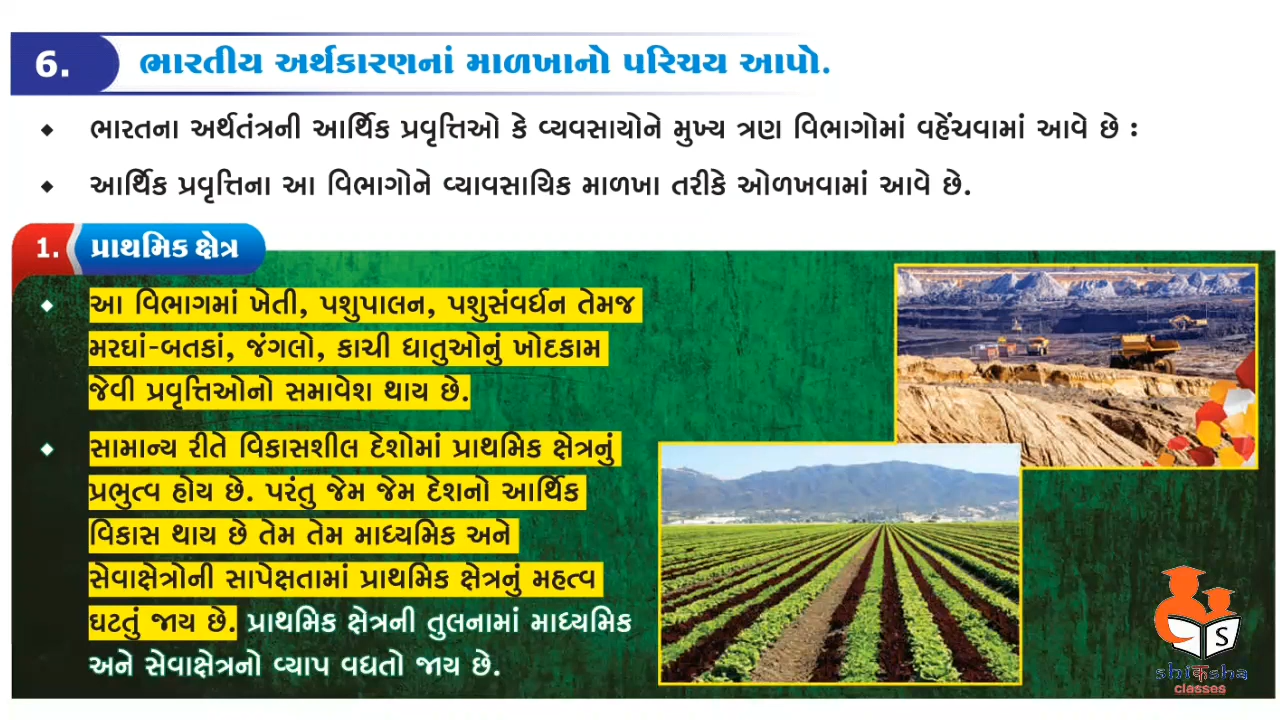 6.
ભારતીય અર્થકારણનાં માળખાનો પરિચય આપો.
◆ ભારતના અર્થતંત્રની આર્થિક પ્રવૃત્તિઓ કે વ્યવસાયોને મુખ્ય ત્રણ વિભાગોમાં વહેંચવામાં આવે છે :
◆ આર્થિક પ્રવૃત્તિના આ વિભાગોને વ્યાવસાયિક માળખા તરીકે ઓળખવામાં આવે છે.
1. પ્રાથમિક ક્ષેત્ર
◆ આ વિભાગમાં ખેતી, પશુપાલન, પશુસંવર્ધન તેમજ
મરઘાં-બતકાં, જંગલો, કાચી ધાતુઓનું ખોદકામ
જેવી પ્રવૃત્તિઓનો સમાવેશ થાય છે.
◆ સામાન્ય રીતે વિકાસશીલ દેશોમાં પ્રાથમિક ક્ષેત્રનું
પ્રભુત્વ હોય છે. પરંતુ જેમ જેમ દેશનો આર્થિક
વિકાસ થાય છે તેમ તેમ માધ્યમિક અને
સેવાક્ષેત્રોની સાપેક્ષતામાં પ્રાથમિક ક્ષેત્રનું મહત્વ
ઘટતું જાય છે. પ્રાથમિક ક્ષેત્રની તુલનામાં માધ્યમિક
અને સેવાક્ષેત્રનો વ્યાપ વધતો જાય છે.
S
shiक्sha
classes